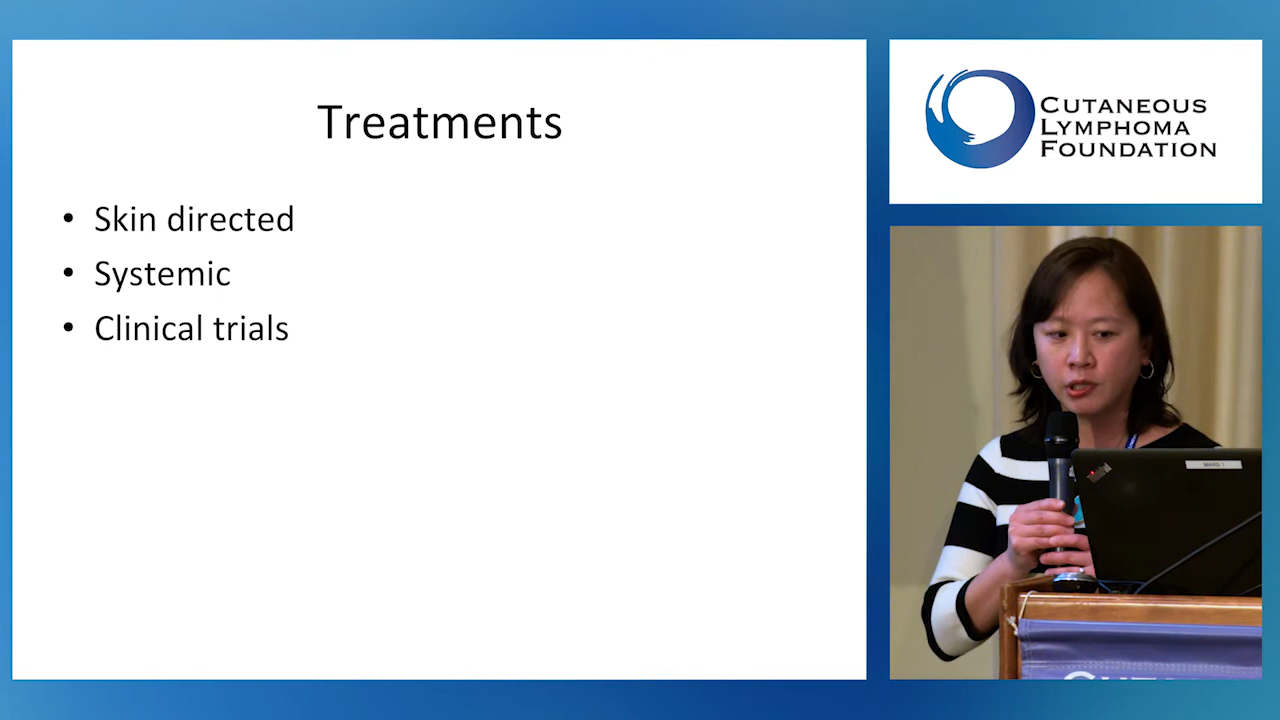 Treatments
• Skin directed
• Systemic
• Clinical trials
CUTANEOUS
LYMPHOMA
FOUNDATION